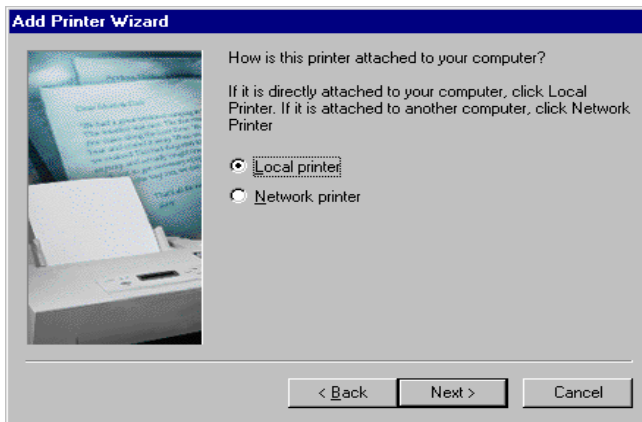 Add Printer Wizard
How is this printer attached to your computer?
If it is directly attached to your computer, click Local
Printer. If it is attached to another computer, click Network
Printer
Local printer
Network printer
< Back
Next >
Cancel